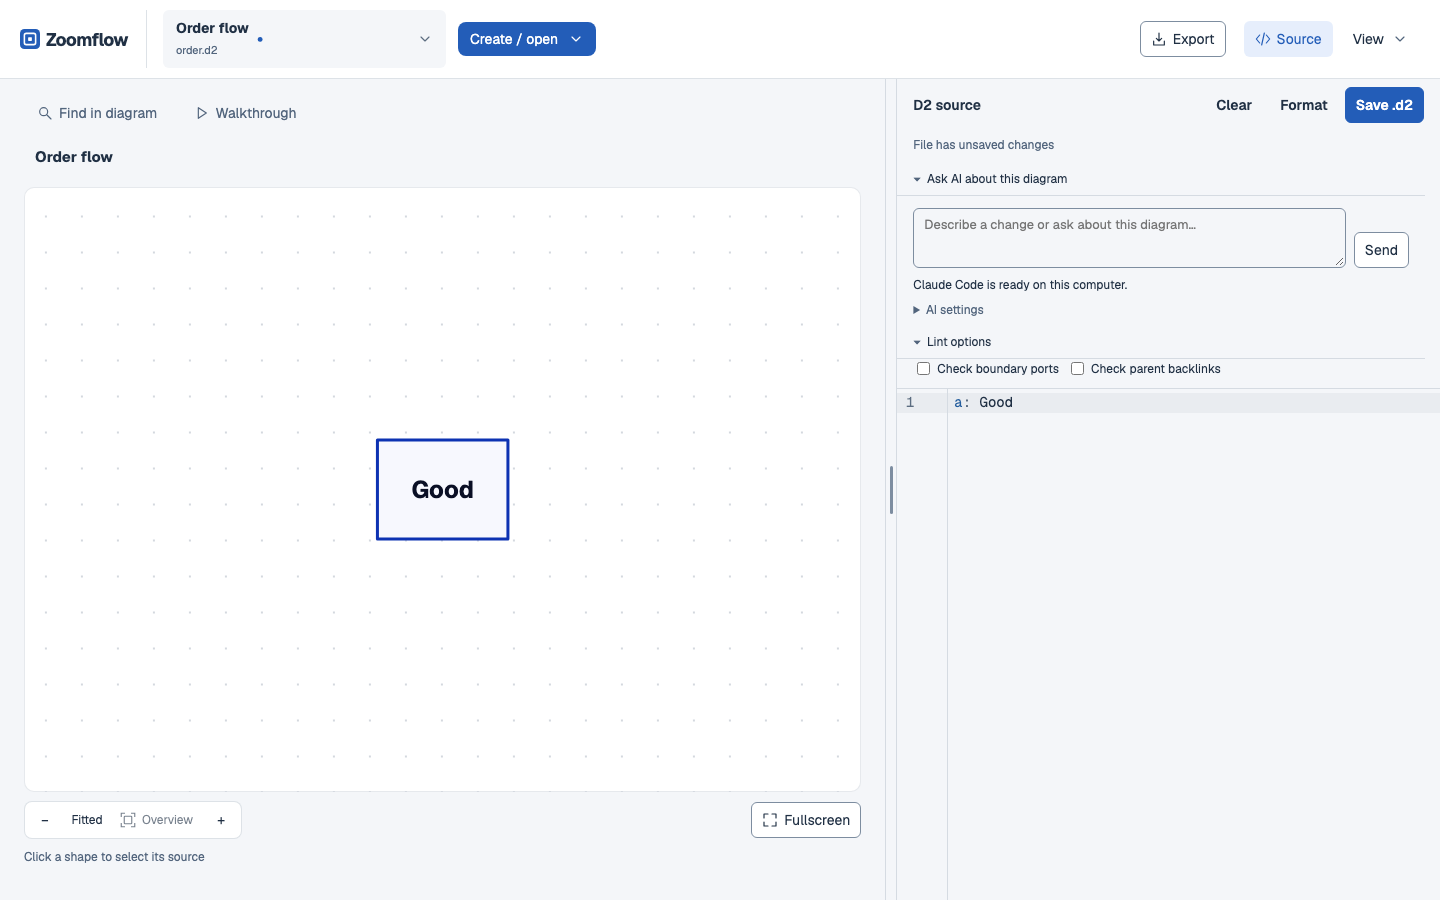 Zoomflow
Order flow
order.d2
Create / open
Export
</> Source
View
Find in diagram
Walkthrough
Order flow
Good
− Fitted Overview +
Fullscreen
Click a shape to select its source
D2 source
Clear
Format
Save .d2
File has unsaved changes
Ask AI about this diagram
Describe a change or ask about this diagram…
Send
Claude Code is ready on this computer.
AI settings
Lint options
Check boundary ports
Check parent backlinks
1 a: Good